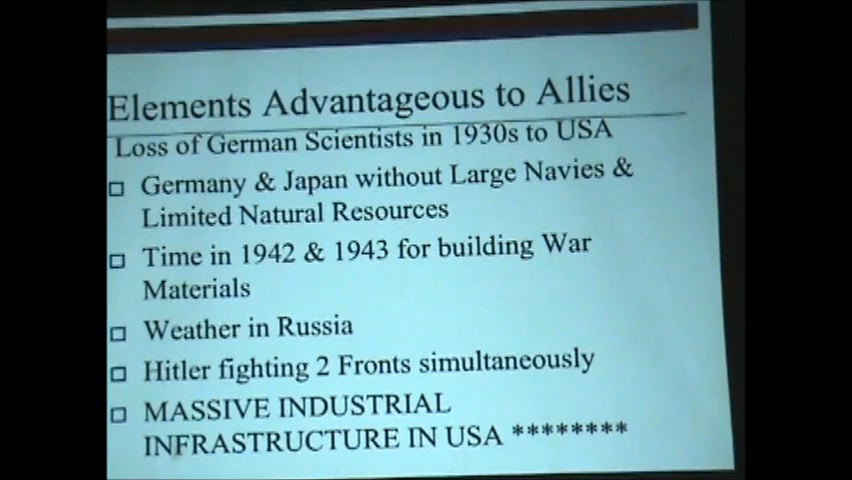 Elements Advantageous to Allies
Loss of German Scientists in 1930s to USA
Germany & Japan without Large Navies &
Limited Natural Resources
Time in 1942 & 1943 for building War
Materials
Weather in Russia
Hitler fighting 2 Fronts simultaneously
MASSIVE INDUSTRIAL
INFRASTRUCTURE IN USA ********